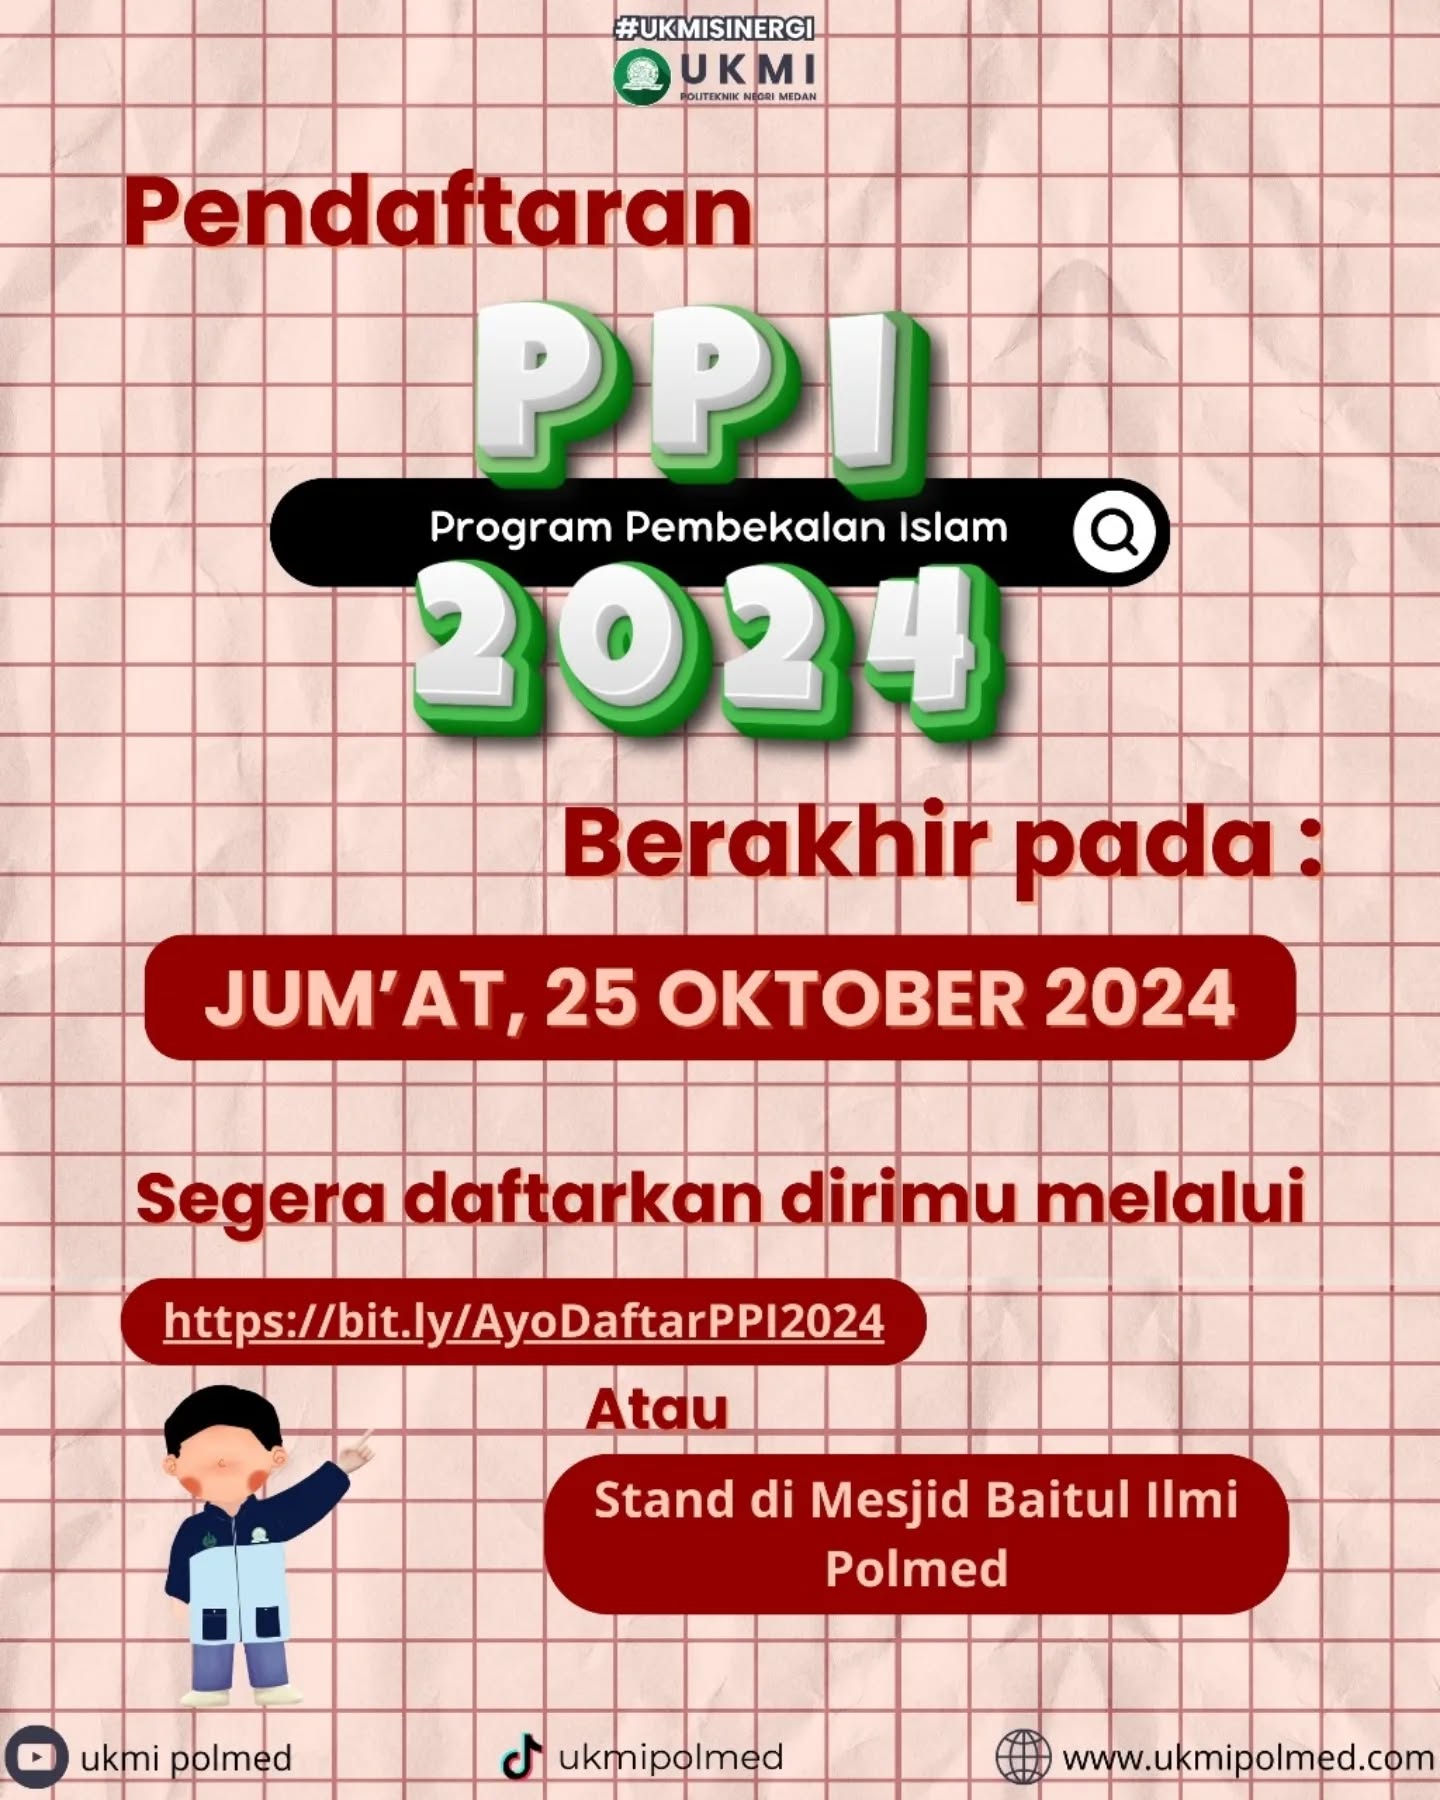 #UKMISINERGI
UKMI
POLITEKNIK NEGRI MEDAN
Pendaftaran
PPI
Program Pembekalan Islam
2024
Berakhir pada :
JUM’AT, 25 OKTOBER 2024
Segera daftarkan dirimu melalui
https://bit.ly/AyoDaftarPPI2024
Atau
Stand di Mesjid Baitul Ilmi
Polmed
ukmi polmed
ukmipolmed
www.ukmipolmed.com